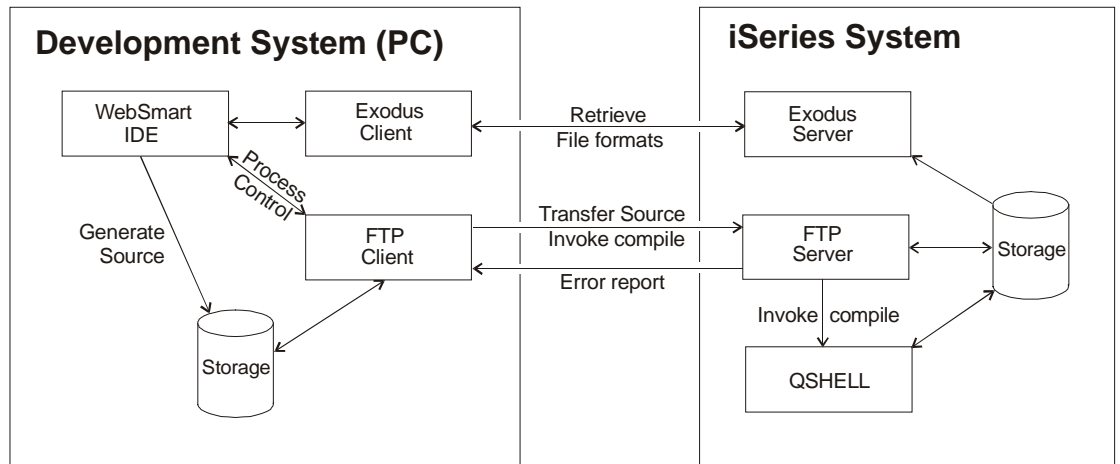 Development System (PC)
iSeries System
WebSmart
IDE
Exodus
Client
Retrieve
File formats
Exodus
Server
Process
Control
Generate
Source
FTP
Client
Transfer Source
Invoke compile
Error report
FTP
Server
Storage
Invoke compile
Storage
QSHELL